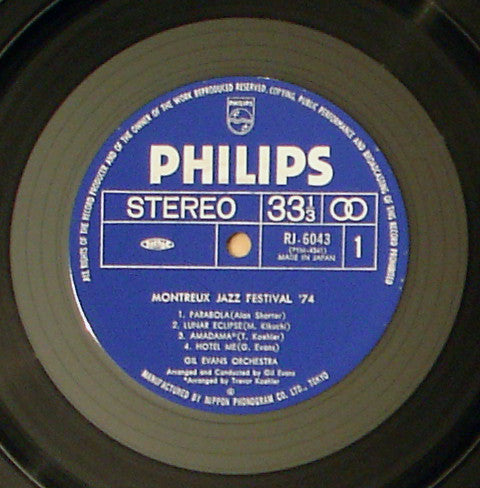 ALL RIGHTS OF THE RECORD PRODUCER AND OF THE OWNER OF THE WORK REPRODUCED RESERVED. COPYING, PUBLIC PERFORMANCE AND BROADCASTING OF THIS RECORD PROHIBITED
PHILIPS
PHILIPS
STEREO 33 1/3
RJ-6043
MADE IN JAPAN
1
MONTREUX JAZZ FESTIVAL '74
1. PARABOLA(Alan Shorter)
2. LUNAR ECLIPSE(M. Kikuchi)
3. AMADAMA*(T. Koehler)
4. HOTEL ME(G. Evans)
GIL EVANS ORCHESTRA
Arranged and Conducted by Gil Evans
*Arranged by Trevor Koehler
℗
MANUFACTURED BY NIPPON PHONOGRAM CO. LTD., TOKYO